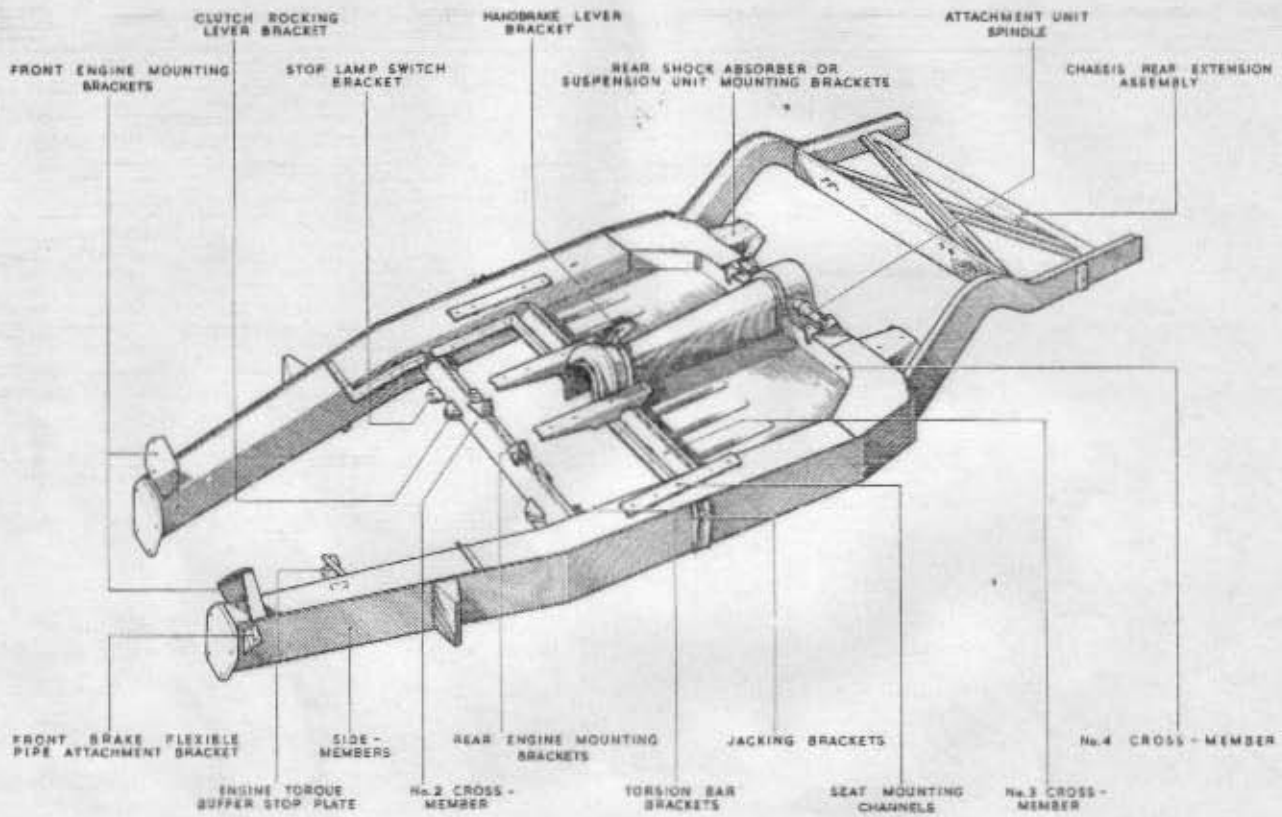 CLUTCH ROCKING
LEVER BRACKET
HANDBRAKE LEVER
BRACKET
ATTACHMENT UNIT
SPINDLE
FRONT ENGINE MOUNTING
BRACKETS
STOP LAMP SWITCH
BRACKET
REAR SHOCK ABSORBER OR
SUSPENSION UNIT MOUNTING BRACKETS
CHASSIS REAR EXTENSION
ASSEMBLY
FRONT BRAKE FLEXIBLE
PIPE ATTACHMENT BRACKET
SIDE-
MEMBERS
REAR ENGINE MOUNTING
BRACKETS
JACKING BRACKETS
No.4 CROSS-MEMBER
ENGINE TORQUE
BUFFER STOP PLATE
No.2 CROSS-
MEMBER
TORSION BAR
BRACKETS
SEAT MOUNTING
CHANNELS
No.3 CROSS-
MEMBER